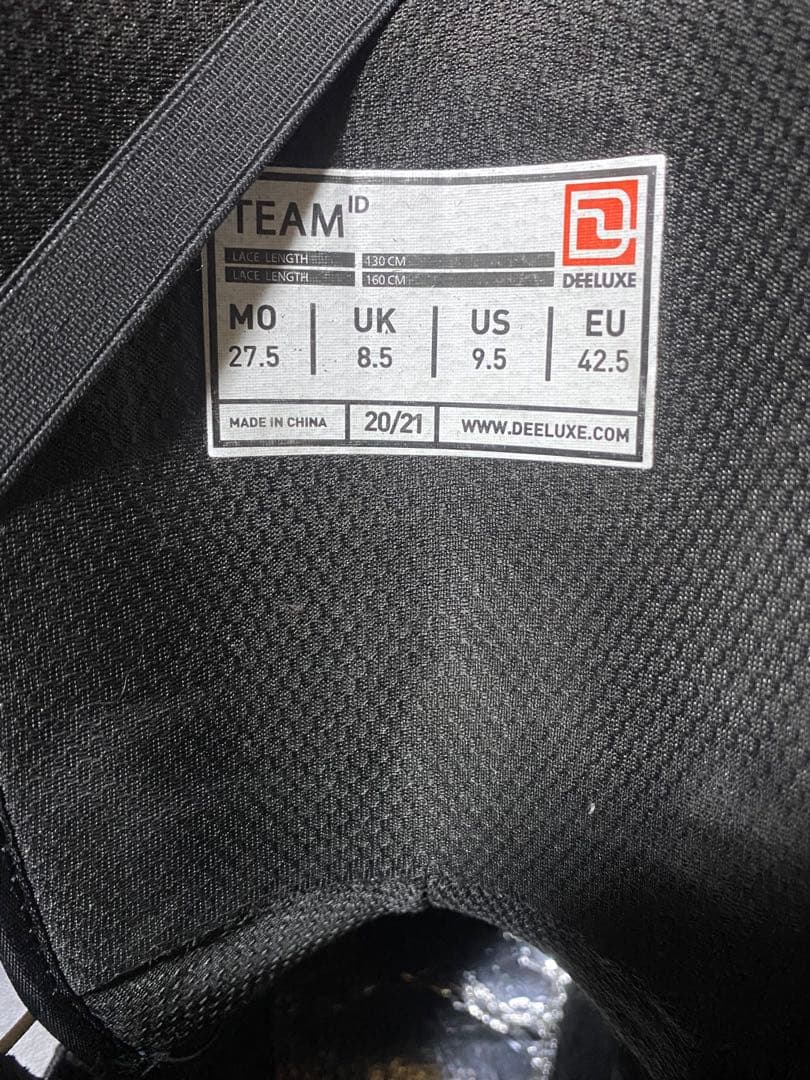 TEAM ID
DEELUXE
LACE LENGTH 130 CM
LACE LENGTH 160 CM
MO UK US EU
27.5 8.5 9.5 42.5
MADE IN CHINA 20/21 WWW.DEELUXE.COM